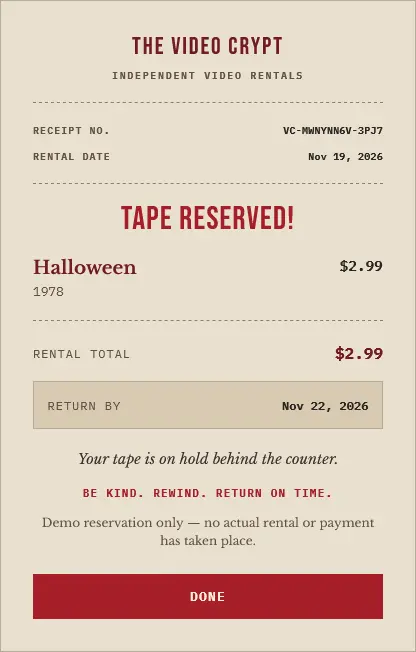 THE VIDEO CRYPT
INDEPENDENT VIDEO RENTALS
RECEIPT NO. VC-MWNYNN6V-3PJ7
RENTAL DATE Nov 19, 2026
TAPE RESERVED!
Halloween $2.99
1978
RENTAL TOTAL $2.99
RETURN BY Nov 22, 2026
Your tape is on hold behind the counter.
BE KIND. REWIND. RETURN ON TIME.
Demo reservation only — no actual rental or payment
has taken place.
DONE